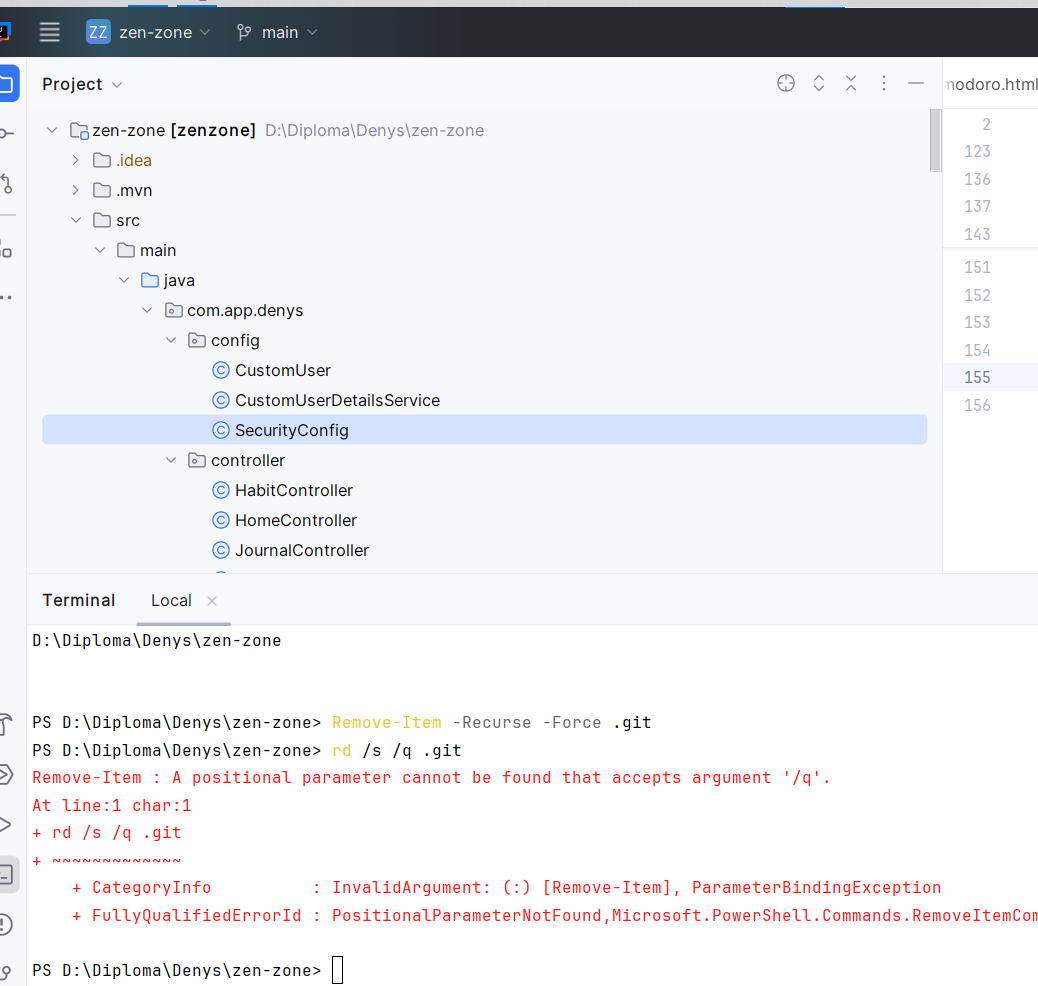 ZZ zen-zone main
Project
zen-zone [zenzone] D:\Diploma\Denys\zen-zone
.idea
.mvn
src
main
java
com.app.denys
config
CustomUser
CustomUserDetailsService
SecurityConfig
controller
HabitController
HomeController
JournalController
modoro.html
2
123
136
137
143
151
152
153
154
155
156
Terminal Local
D:\Diploma\Denys\zen-zone
PS D:\Diploma\Denys\zen-zone> Remove-Item -Recurse -Force .git
PS D:\Diploma\Denys\zen-zone> rd /s /q .git
Remove-Item : A positional parameter cannot be found that accepts argument '/q'.
At line:1 char:1
+ rd /s /q .git
+ ~~~~~~~~~~~~~
+ CategoryInfo : InvalidArgument: (:) [Remove-Item], ParameterBindingException
+ FullyQualifiedErrorId : PositionalParameterNotFound,Microsoft.PowerShell.Commands.RemoveItemCom
PS D:\Diploma\Denys\zen-zone>